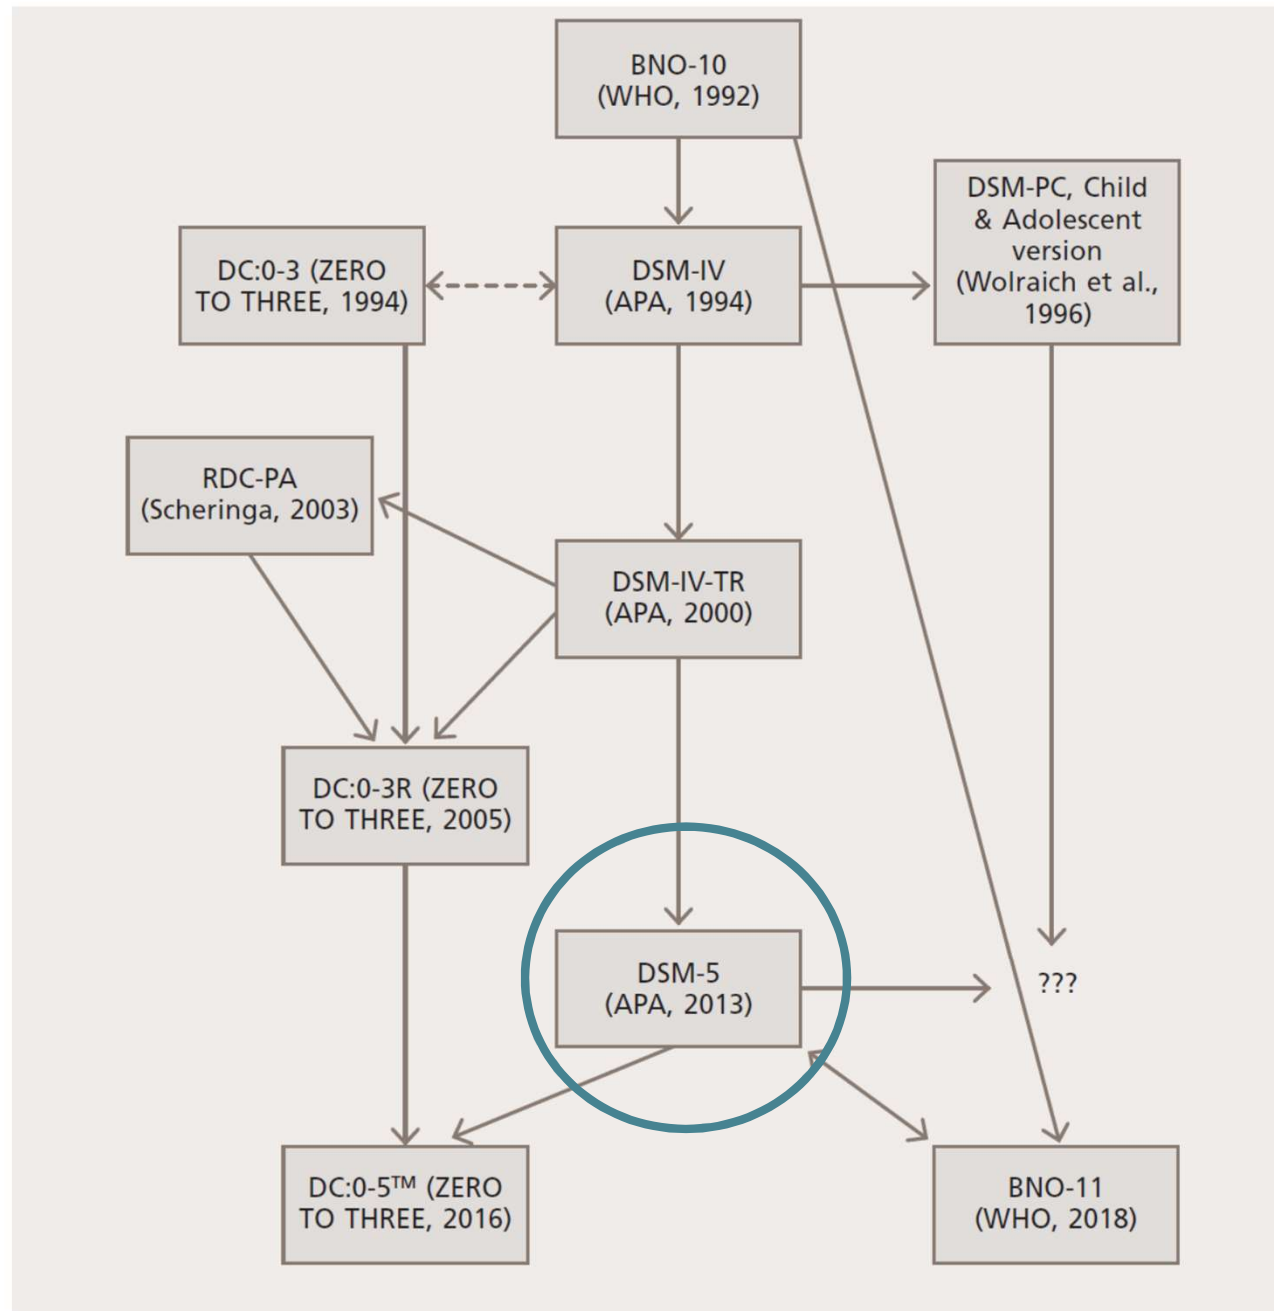 BNO-10
(WHO, 1992)
DSM-PC, Child
& Adolescent
version
(Wolraich et al.,
1996)
DC:0-3 (ZERO
TO THREE, 1994)
DSM-IV
(APA, 1994)
RDC-PA
(Scheringa, 2003)
DSM-IV-TR
(APA, 2000)
DC:0-3R (ZERO
TO THREE, 2005)
DSM-5
(APA, 2013)
???
DC:0-5™ (ZERO
TO THREE, 2016)
BNO-11
(WHO, 2018)